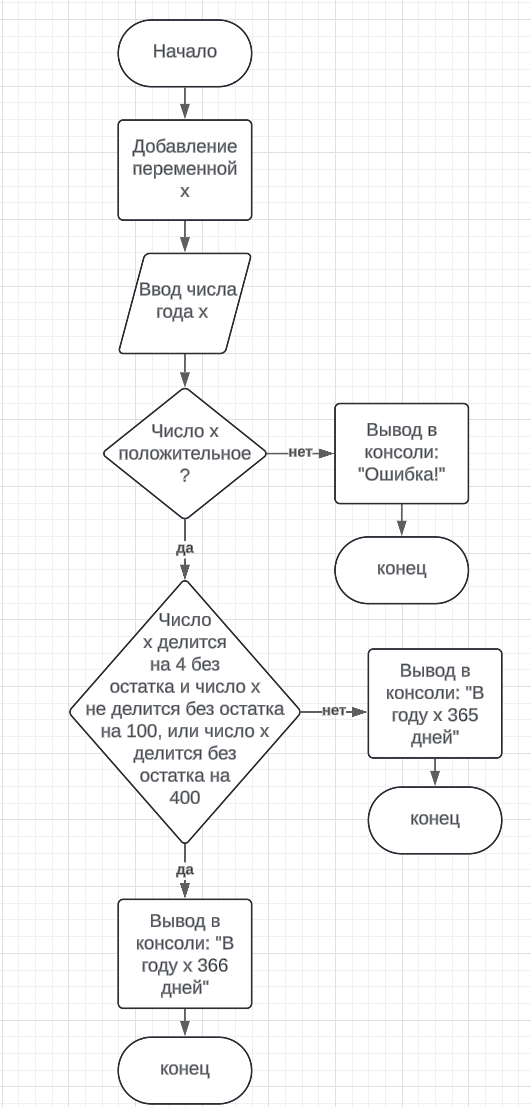 Начало
Добавление
переменной
x
Ввод числа
года x
Число x
положительное
?
нет
Вывод в
консоли:
"Ошибка!"
конец
да
Число
x делится
на 4 без
остатка и число x
не делится без остатка
на 100, или число x
делится без
остатка на
400
нет
Вывод в
консоли: "В
году x 365
дней"
конец
да
Вывод в
консоли: "В
году x 366
дней"
конец